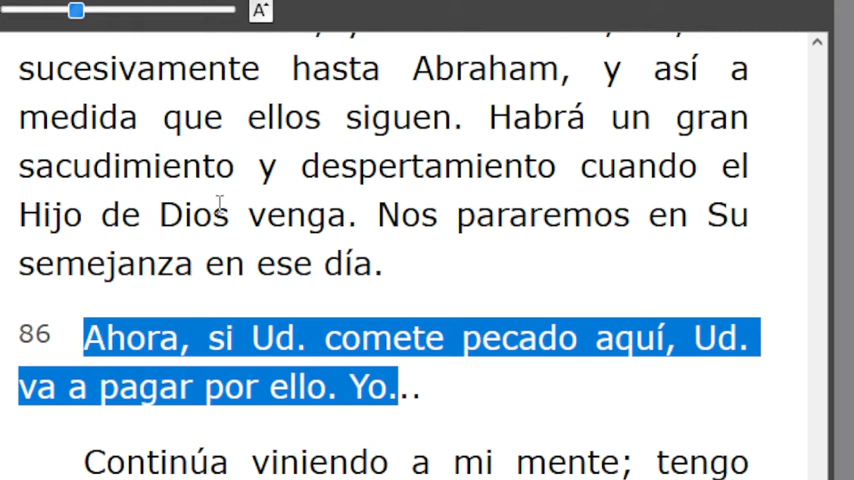 A
sucesivamente hasta Abraham, y así a
medida que ellos siguen. Habrá un gran
sacudimiento y despertamiento cuando el
Hijo de Dios venga. Nos pararemos en Su
semejanza en ese día.
86 Ahora, si Ud. comete pecado aquí, Ud.
va a pagar por ello. Yo...
Continúa viniendo a mi mente; tengo